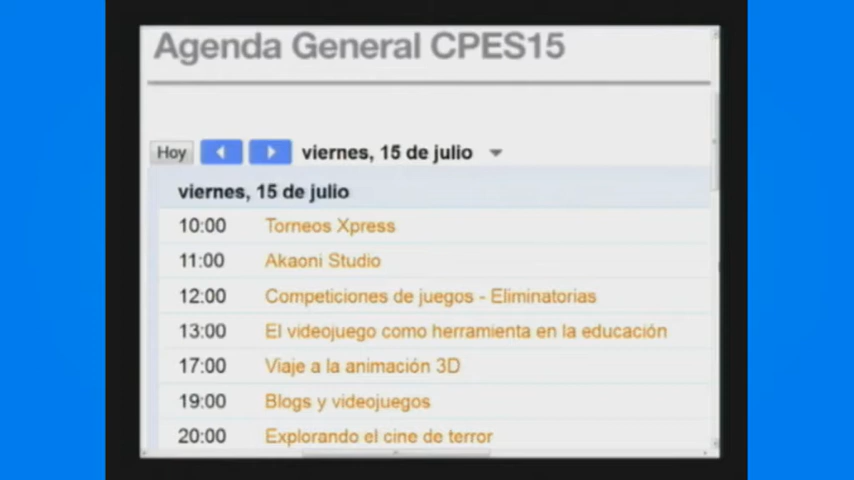 Agenda General CPES15
Hoy viernes, 15 de julio
viernes, 15 de julio
10:00 Torneos Xpress
11:00 Akaoni Studio
12:00 Competiciones de juegos - Eliminatorias
13:00 El videojuego como herramienta en la educación
17:00 Viaje a la animación 3D
19:00 Blogs y videojuegos
20:00 Explorando el cine de terror